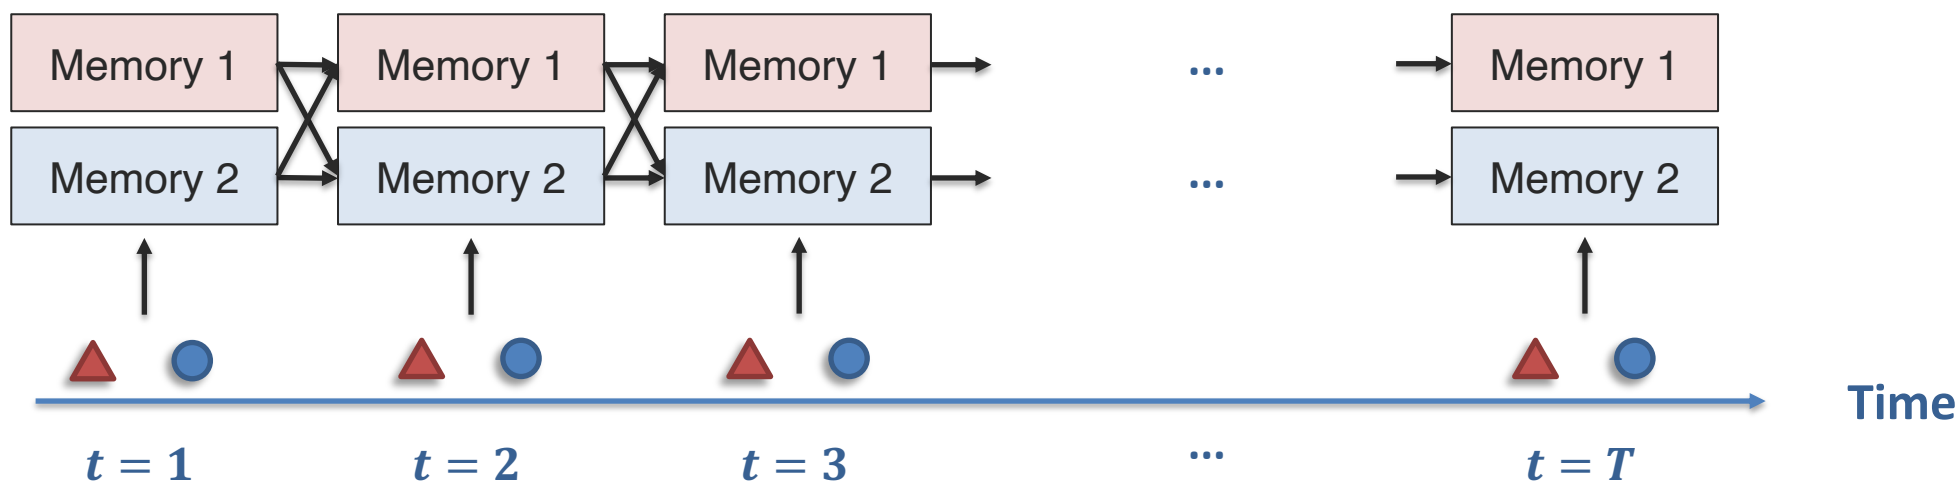 Memory 1 Memory 1 Memory 1 ... Memory 1
Memory 2 Memory 2 Memory 2 ... Memory 2
Time
t = 1 t = 2 t = 3 ... t = T